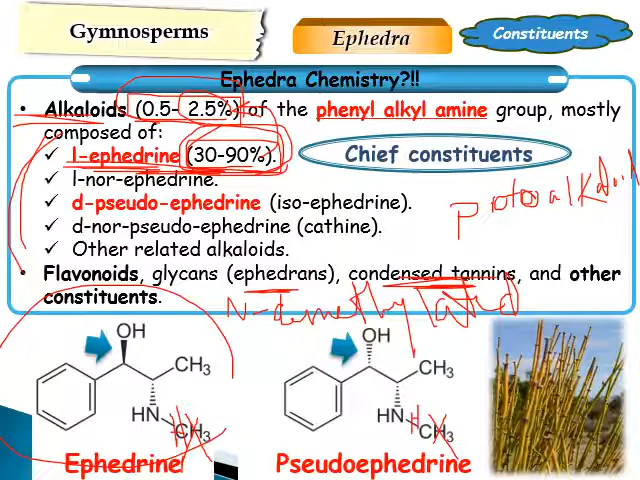 Gymnosperms
Ephedra
Constituents
Ephedra Chemistry?!!
• Alkaloids (0.5- 2.5%) of the phenyl alkyl amine group, mostly
composed of:
✓ l-ephedrine (30-90%).
Chief constituents
✓ l-nor-ephedrine.
✓ d-pseudo-ephedrine (iso-ephedrine).
✓ d-nor-pseudo-ephedrine (cathine).
✓ Other related alkaloids.
Protoalkaloid
• Flavonoids, glycans (ephedrans), condensed tannins, and other
constituents.
N-demethylated
OH
CH3
HN
CH3
H
Ephedrine
OH
CH3
HN
CH3
H
Pseudoephedrine